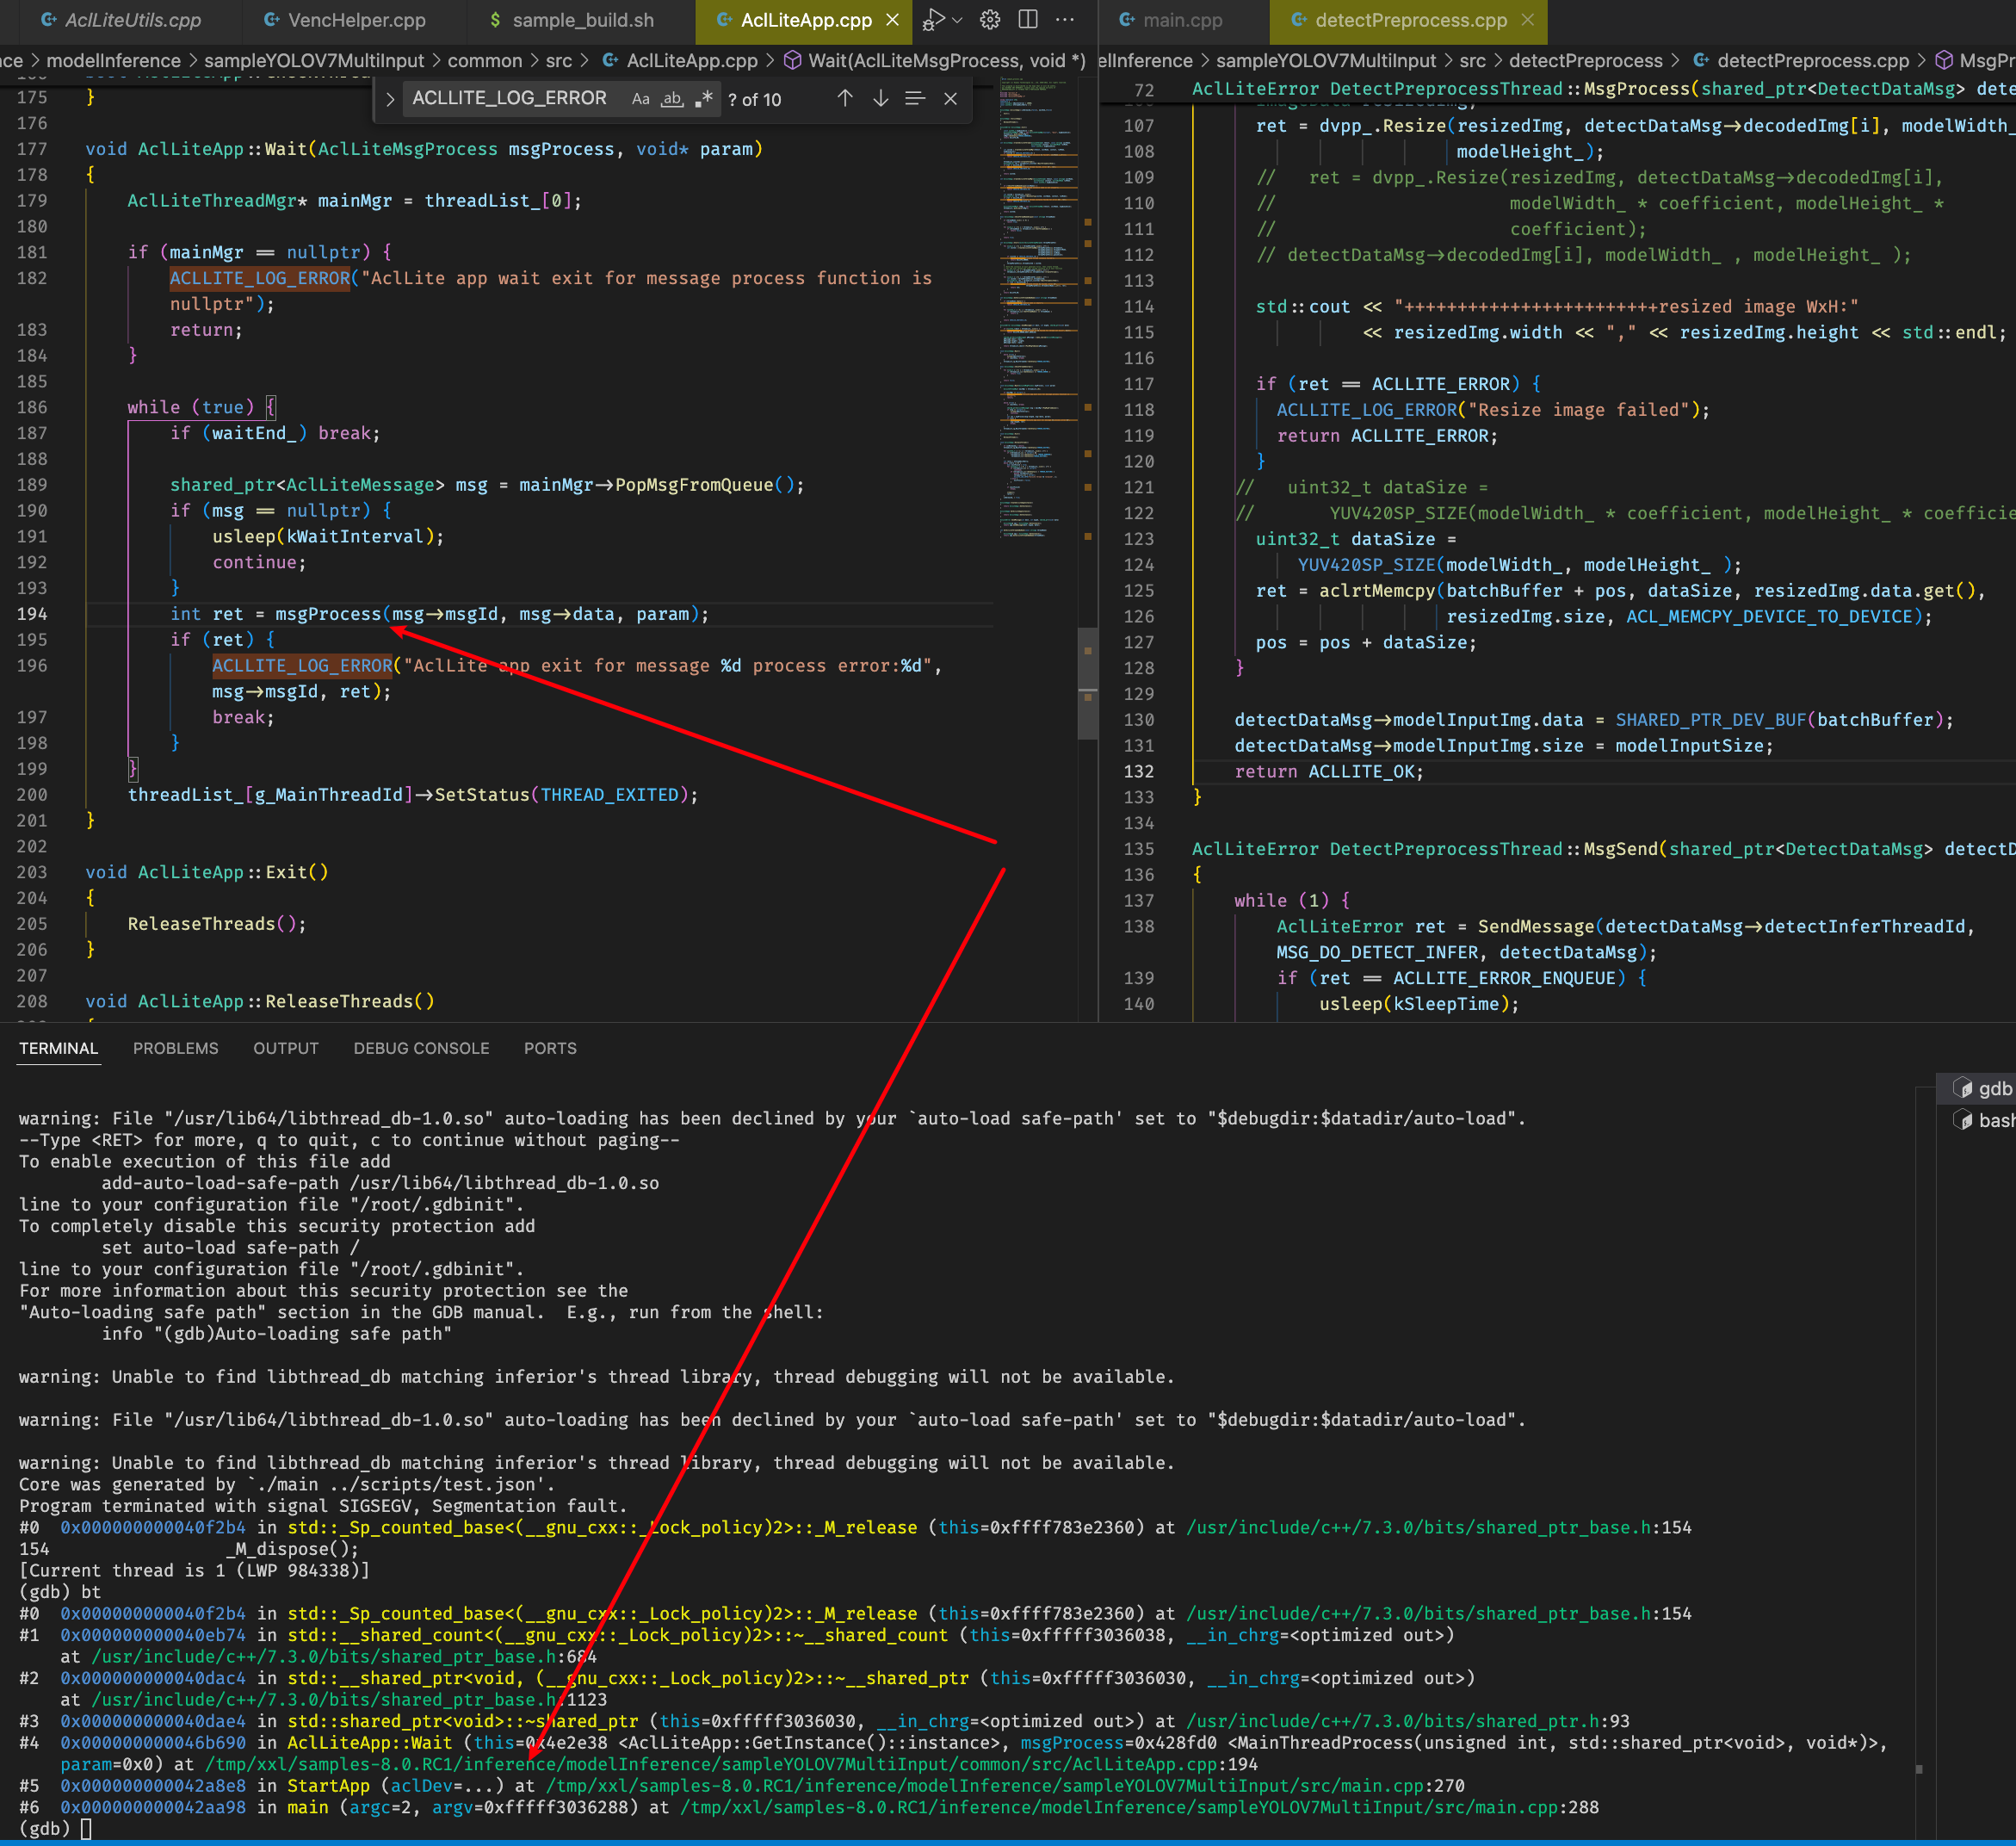 AclLiteUtils.cpp VencHelper.cpp $ sample_build.sh AclLiteApp.cpp
main.cpp detectPreprocess.cpp
ce > modelInference > sampleYOLOV7MultiInput > common > src > AclLiteApp.cpp > Wait(AclLiteMsgProcess, void *)
elInference > sampleYOLOV7MultiInput > src > detectPreprocess > detectPreprocess.cpp > MsgPr
ACLLITE_LOG_ERROR Aa ab .* ? of 10
175 }
176
177 void AclLiteApp::Wait(AclLiteMsgProcess msgProcess, void* param)
178 {
179 AclLiteThreadMgr* mainMgr = threadList_[0];
180
181 if (mainMgr == nullptr) {
182 ACLLITE_LOG_ERROR("AclLite app wait exit for message process function is
nullptr");
183 return;
184 }
185
186 while (true) {
187 if (waitEnd_) break;
188
189 shared_ptr<AclLiteMessage> msg = mainMgr->PopMsgFromQueue();
190 if (msg == nullptr) {
191 usleep(kWaitInterval);
192 continue;
193 }
194 int ret = msgProcess(msg->msgId, msg->data, param);
195 if (ret) {
196 ACLLITE_LOG_ERROR("AclLite app exit for message %d process error:%d",
msg->msgId, ret);
197 break;
198 }
199 }
200 threadList_[g_MainThreadId]->SetStatus(THREAD_EXITED);
201 }
202
203 void AclLiteApp::Exit()
204 {
205 ReleaseThreads();
206 }
207
208 void AclLiteApp::ReleaseThreads()
72 AclLiteError DetectPreprocessThread::MsgProcess(shared_ptr<DetectDataMsg> dete
107 ret = dvpp_.Resize(resizedImg, detectDataMsg->decodedImg[i], modelWidth_
108 modelHeight_);
109 // ret = dvpp_.Resize(resizedImg, detectDataMsg->decodedImg[i],
110 // modelWidth_ * coefficient, modelHeight_ *
111 // coefficient);
112 // detectDataMsg->decodedImg[i], modelWidth_ , modelHeight_ );
113
114 std::cout << "++++++++++++++++++++++++resized image WxH:"
115 << resizedImg.width << "," << resizedImg.height << std::endl;
116
117 if (ret == ACLLITE_ERROR) {
118 ACLLITE_LOG_ERROR("Resize image failed");
119 return ACLLITE_ERROR;
120 }
121 // uint32_t dataSize =
122 // YUV420SP_SIZE(modelWidth_ * coefficient, modelHeight_ * coefficie
123 uint32_t dataSize =
124 YUV420SP_SIZE(modelWidth_, modelHeight_ );
125 ret = aclrtMemcpy(batchBuffer + pos, dataSize, resizedImg.data.get(),
126 resizedImg.size, ACL_MEMCPY_DEVICE_TO_DEVICE);
127 pos = pos + dataSize;
128 }
129
130 detectDataMsg->modelInputImg.data = SHARED_PTR_DEV_BUF(batchBuffer);
131 detectDataMsg->modelInputImg.size = modelInputSize;
132 return ACLLITE_OK;
133 }
134
135 AclLiteError DetectPreprocessThread::MsgSend(shared_ptr<DetectDataMsg> detectD
136 {
137 while (1) {
138 AclLiteError ret = SendMessage(detectDataMsg->detectInferThreadId,
MSG_DO_DETECT_INFER, detectDataMsg);
139 if (ret == ACLLITE_ERROR_ENQUEUE) {
140 usleep(kSleepTime);
TERMINAL PROBLEMS OUTPUT DEBUG CONSOLE PORTS
gdb
bash
warning: File "/usr/lib64/libthread_db-1.0.so" auto-loading has been declined by your `auto-load safe-path' set to "$debugdir:$datadir/auto-load".
--Type <RET> for more, q to quit, c to continue without paging--
To enable execution of this file add
add-auto-load-safe-path /usr/lib64/libthread_db-1.0.so
line to your configuration file "/root/.gdbinit".
To completely disable this security protection add
set auto-load safe-path /
line to your configuration file "/root/.gdbinit".
For more information about this security protection see the
"Auto-loading safe path" section in the GDB manual. E.g., run from the shell:
info "(gdb)Auto-loading safe path"
warning: Unable to find libthread_db matching inferior's thread library, thread debugging will not be available.
warning: File "/usr/lib64/libthread_db-1.0.so" auto-loading has been declined by your `auto-load safe-path' set to "$debugdir:$datadir/auto-load".
warning: Unable to find libthread_db matching inferior's thread library, thread debugging will not be available.
Core was generated by `./main ../scripts/test.json'.
Program terminated with signal SIGSEGV, Segmentation fault.
#0 0x000000000040f2b4 in std::_Sp_counted_base<(__gnu_cxx::_Lock_policy)2>::_M_release (this=0xffff783e2360) at /usr/include/c++/7.3.0/bits/shared_ptr_base.h:154
154 _M_dispose();
[Current thread is 1 (LWP 984338)]
(gdb) bt
#0 0x000000000040f2b4 in std::_Sp_counted_base<(__gnu_cxx::_Lock_policy)2>::_M_release (this=0xffff783e2360) at /usr/include/c++/7.3.0/bits/shared_ptr_base.h:154
#1 0x000000000040eb74 in std::__shared_count<(__gnu_cxx::_Lock_policy)2>::~__shared_count (this=0xfffff3036038, __in_chrg=<optimized out>)
at /usr/include/c++/7.3.0/bits/shared_ptr_base.h:684
#2 0x000000000040dac4 in std::__shared_ptr<void, (__gnu_cxx::_Lock_policy)2>::~__shared_ptr (this=0xfffff3036030, __in_chrg=<optimized out>)
at /usr/include/c++/7.3.0/bits/shared_ptr_base.h:1123
#3 0x000000000040dae4 in std::shared_ptr<void>::~shared_ptr (this=0xfffff3036030, __in_chrg=<optimized out>) at /usr/include/c++/7.3.0/bits/shared_ptr.h:93
#4 0x000000000046b690 in AclLiteApp::Wait (this=0x4e2e38 <AclLiteApp::GetInstance()::instance>, msgProcess=0x428fd0 <MainThreadProcess(unsigned int, std::shared_ptr<void>, void*)>,
param=0x0) at /tmp/xxl/samples-8.0.RC1/inference/modelInference/sampleYOLOV7MultiInput/common/src/AclLiteApp.cpp:194
#5 0x000000000042a8e8 in StartApp (aclDev=...) at /tmp/xxl/samples-8.0.RC1/inference/modelInference/sampleYOLOV7MultiInput/src/main.cpp:270
#6 0x000000000042aa98 in main (argc=2, argv=0xfffff3036288) at /tmp/xxl/samples-8.0.RC1/inference/modelInference/sampleYOLOV7MultiInput/src/main.cpp:288
(gdb)